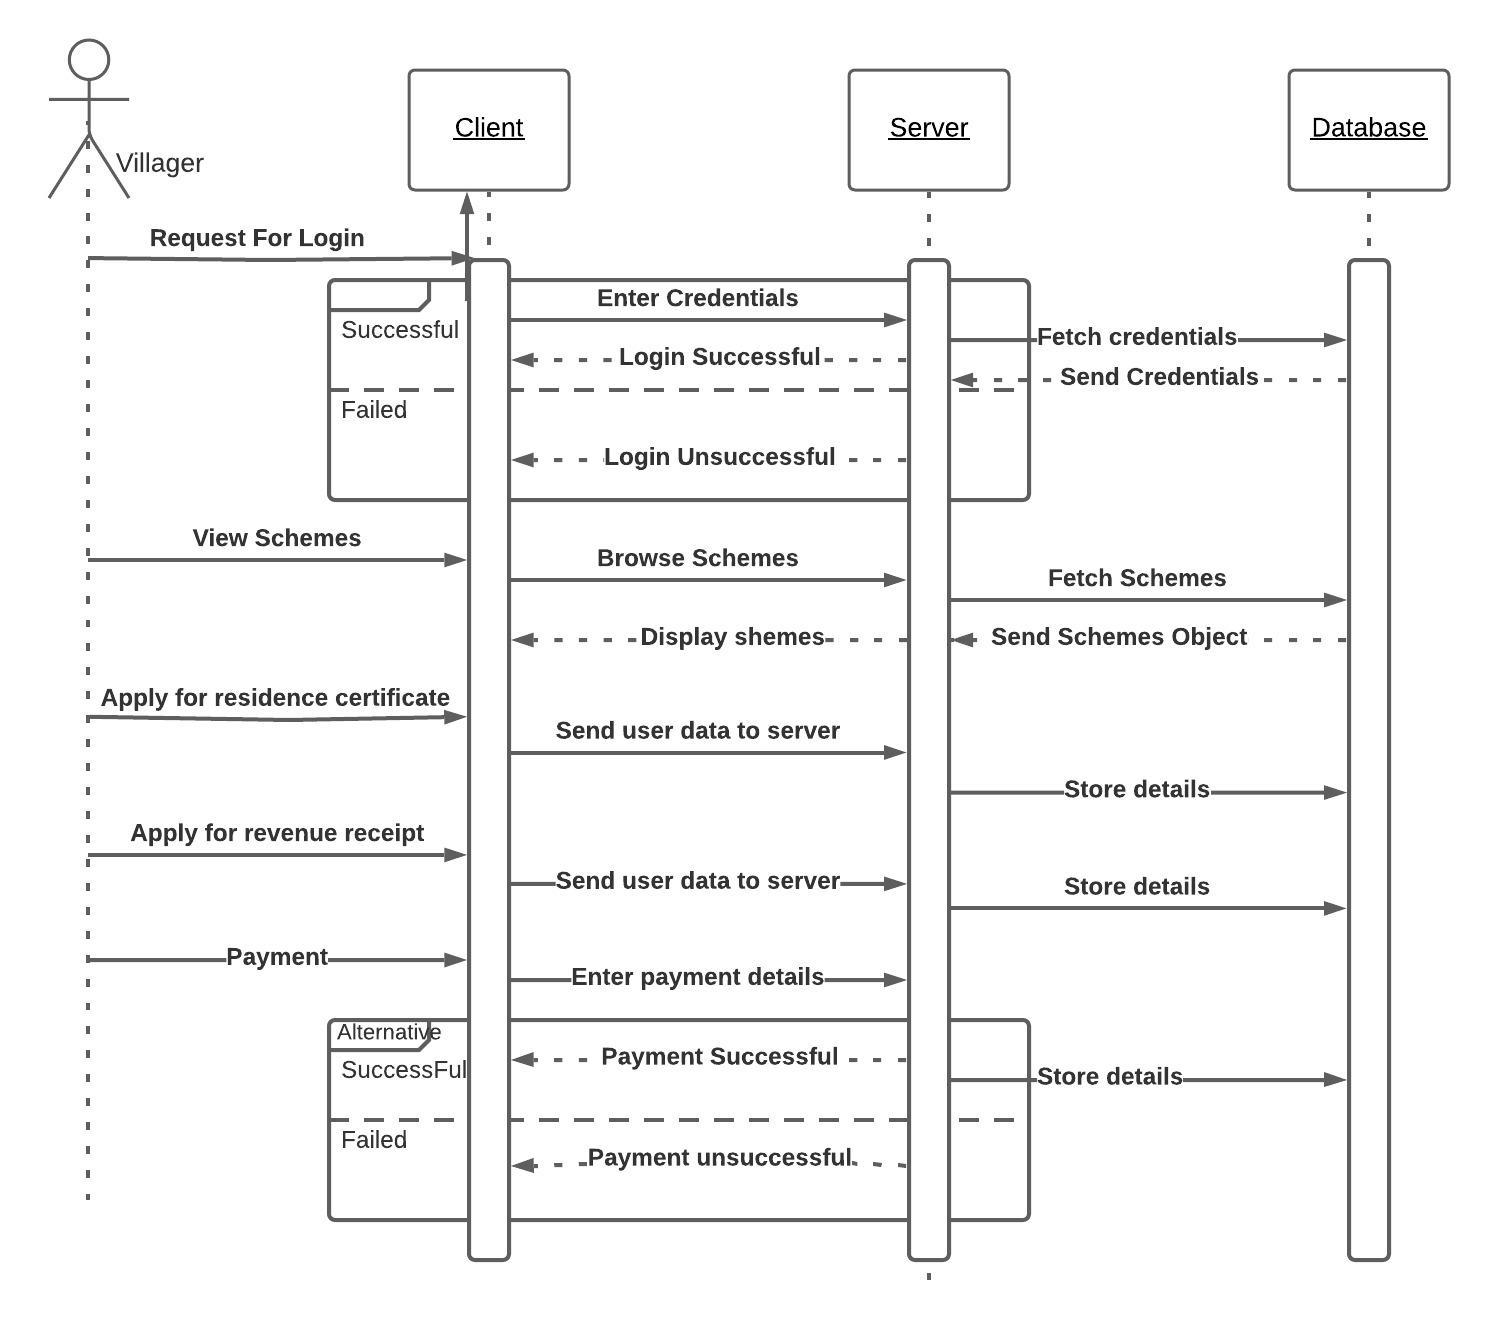 Client
Server
Database
Villager
Request For Login
Enter Credentials
Successful
Fetch credentials
Login Successful
Send Credentials
Failed
Login Unsuccessful
View Schemes
Browse Schemes
Fetch Schemes
Display shemes
Send Schemes Object
Apply for residence certificate
Send user data to server
Store details
Apply for revenue receipt
Send user data to server
Store details
Payment
Enter payment details
Alternative
Payment Successful
SuccessFul
Store details
Failed
Payment unsuccessful